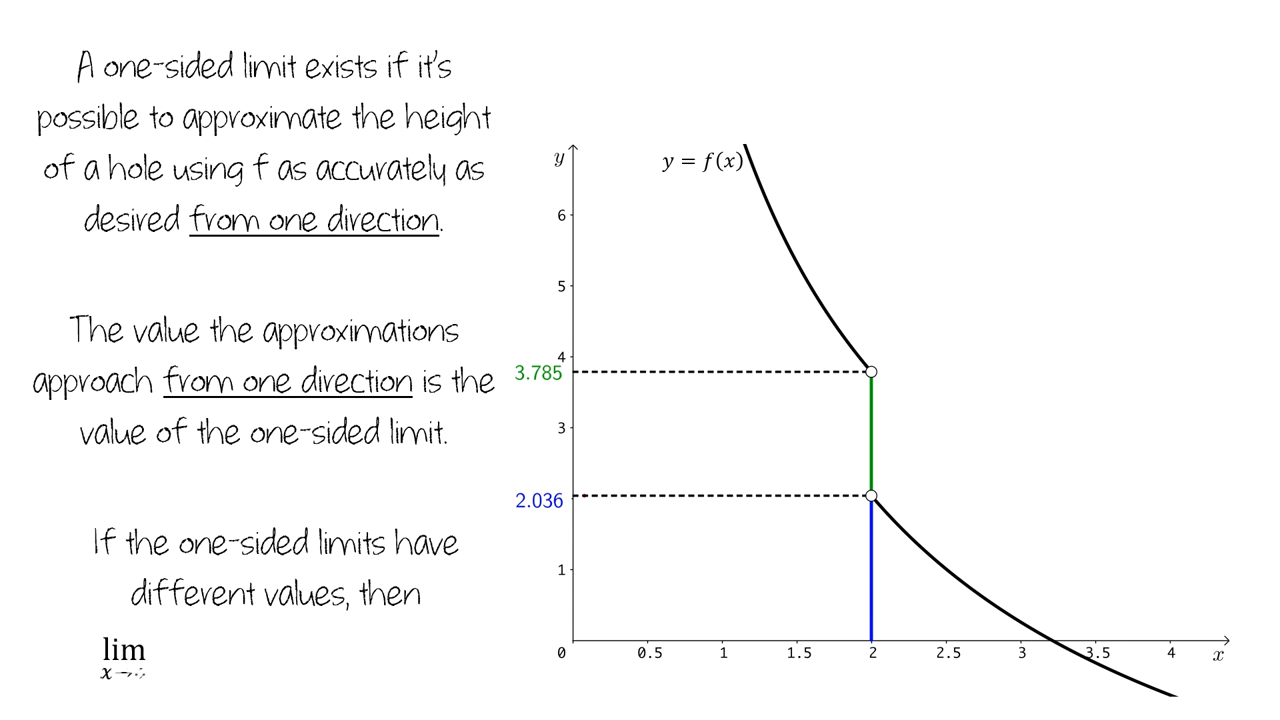 A one-sided limit exists if it's
possible to approximate the height
of a hole using f as accurately as
desired from one direction.
The value the approximations
approach from one direction is the
value of the one-sided limit.
If the one-sided limits have
different values, then
lim
x →
y
y = f(x)
6
5
4
3.785
3
2.036
1
0 0.5 1 1.5 2 2.5 3 3.5 4 x